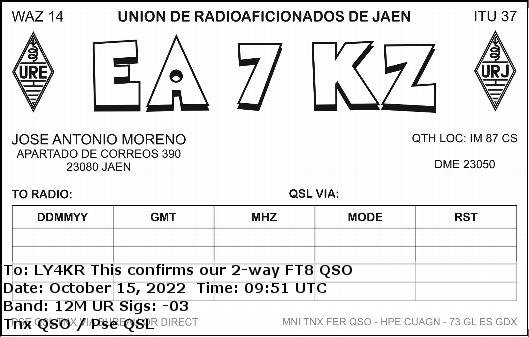 WAZ 14 UNION DE RADIOAFICIONADOS DE JAEN ITU 37
URE EA 7 KZ URJ
JOSE ANTONIO MORENO
APARTADO DE CORREOS 390
23080 JAEN
QTH LOC: IM 87 CS
DME 23050
TO RADIO: QSL VIA:
DDMMYY GMT MHZ MODE RST
To: LY4KR This confirms our 2-way FT8 QSO
Date: October 15, 2022 Time: 09:51 UTC
Band: 12M UR Sigs: -03
Tnx QSO / Pse QSL
OR DIRECT MNI TNX FER QSO - HPE CUAGN - 73 GL ES GDX